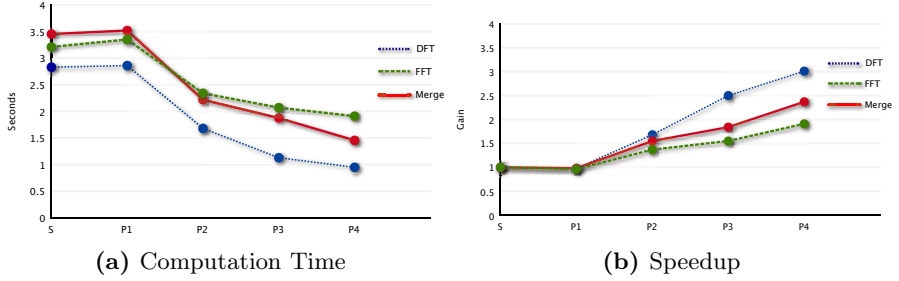 4
3.5
3
2.5
2
1.5
1
0.5
0
Seconds
S P1 P2 P3 P4
DFT
FFT
Merge
(a) Computation Time
4
3.5
3
2.5
2
1.5
1
0.5
0
Gain
S P1 P2 P3 P4
DFT
FFT
Merge
(b) Speedup